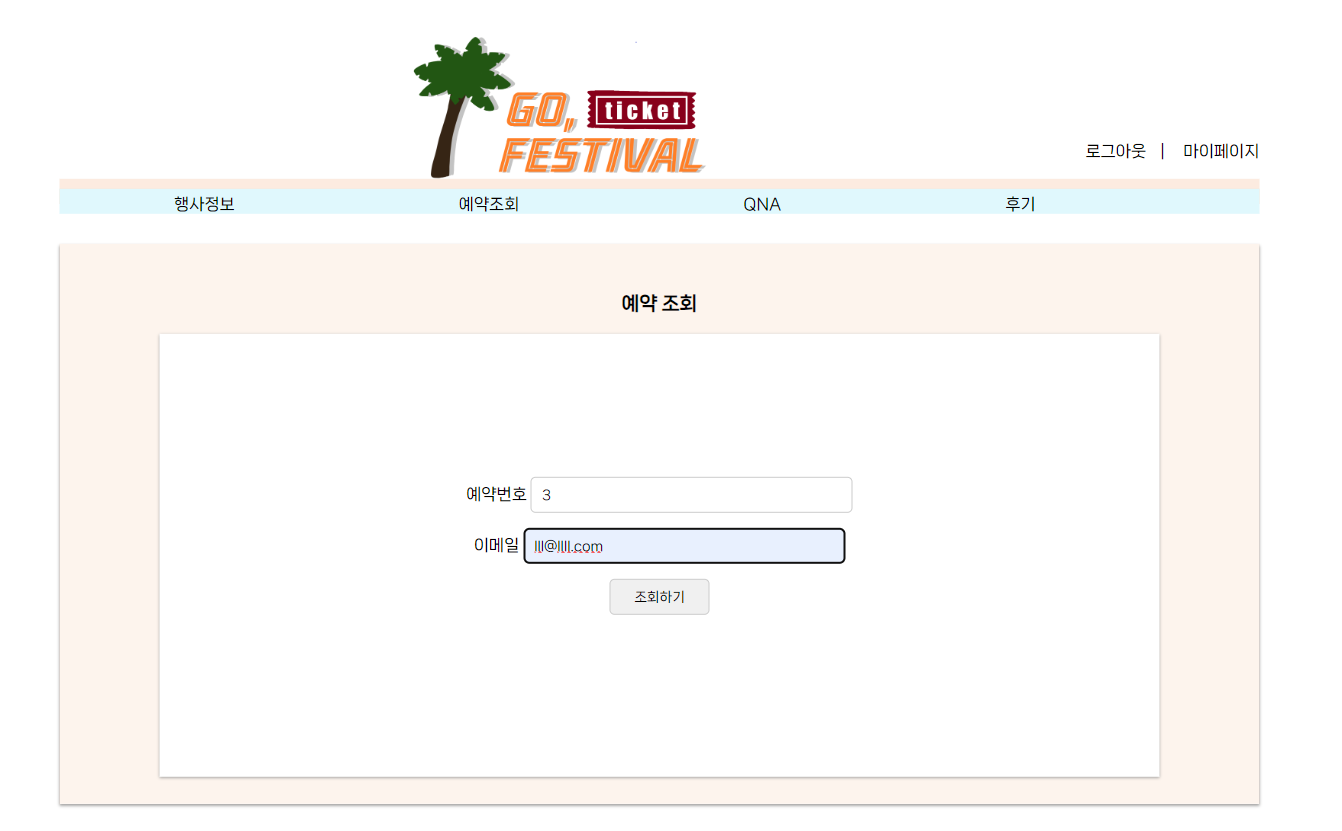 GO, ticket
FESTIVAL
로그아웃 | 마이페이지
행사정보 예약조회 QNA 후기
예약 조회
예약번호 3
이메일 lll@llll.com
조회하기